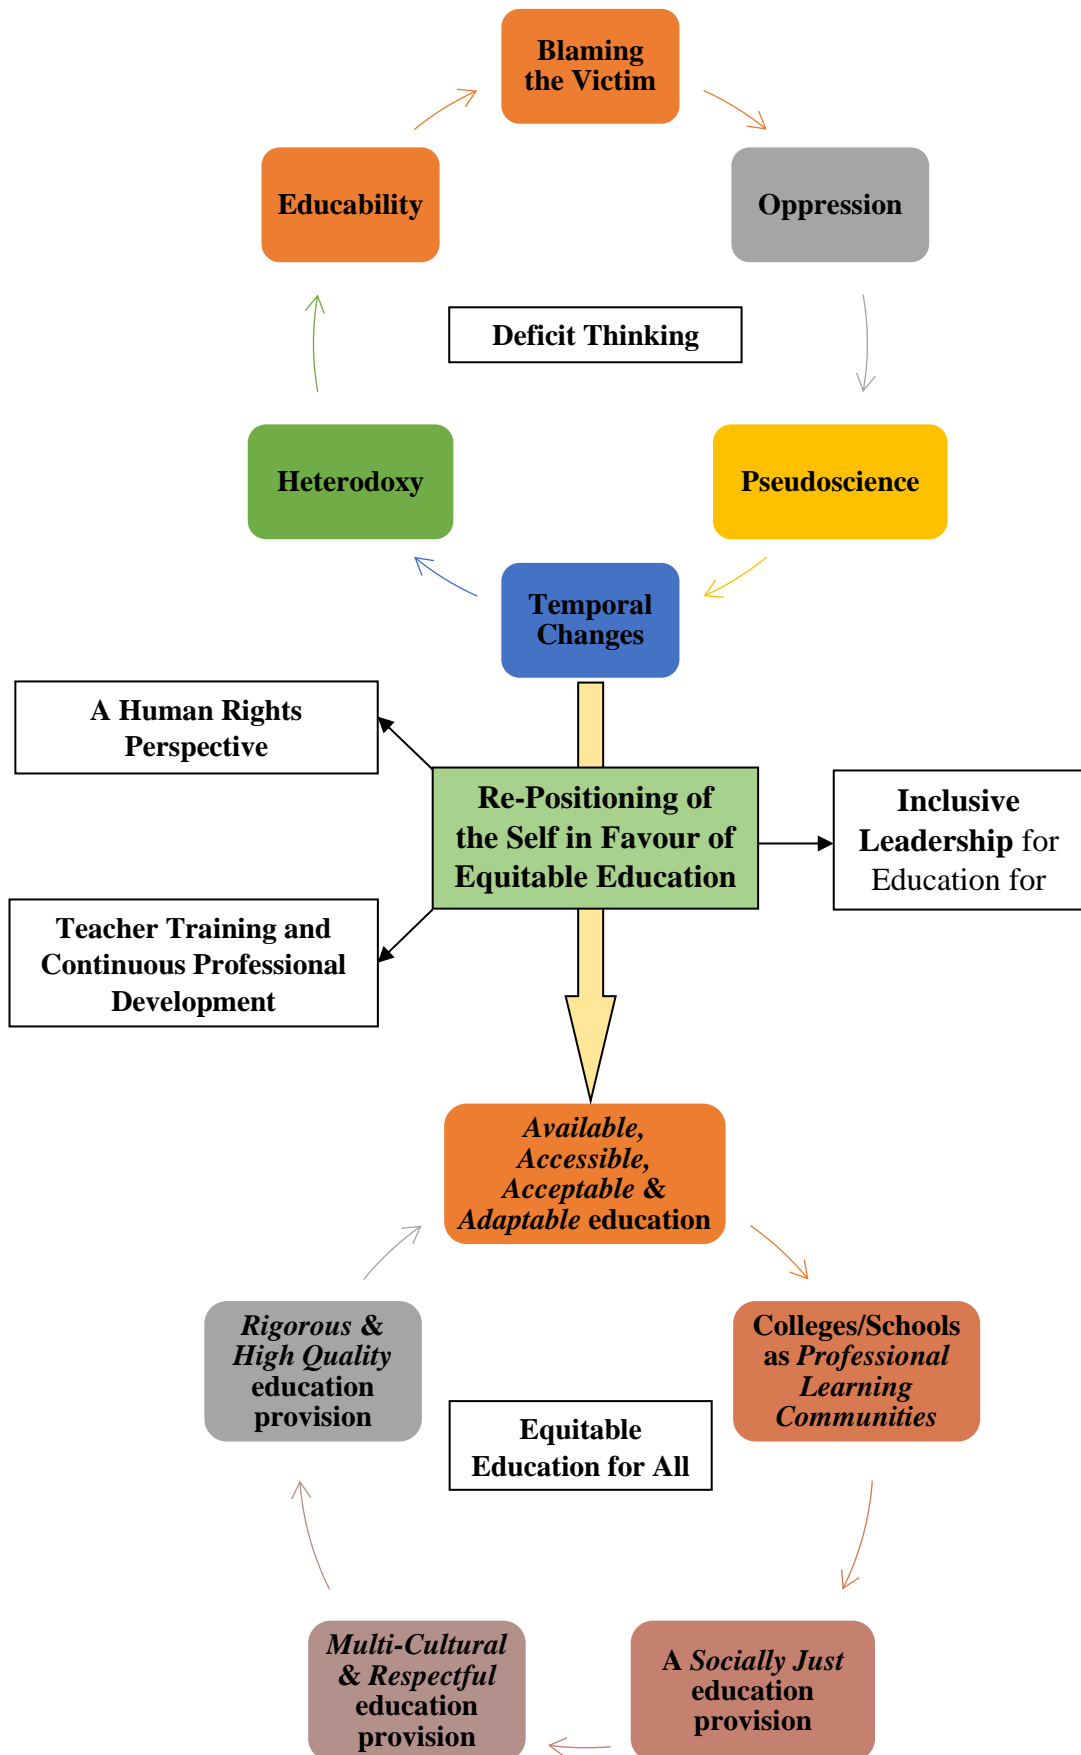 Blaming
the Victim
Educability
Oppression
Deficit Thinking
Heterodoxy
Pseudoscience
Temporal
Changes
A Human Rights
Perspective
Re-Positioning of
the Self in Favour of
Equitable Education
Inclusive
Leadership for
Education for
Teacher Training and
Continuous Professional
Development
Available,
Accessible,
Acceptable &
Adaptable education
Rigorous &
High Quality
education
provision
Colleges/Schools
as Professional
Learning
Communities
Equitable
Education for All
Multi-Cultural
& Respectful
education
provision
A Socially Just
education
provision